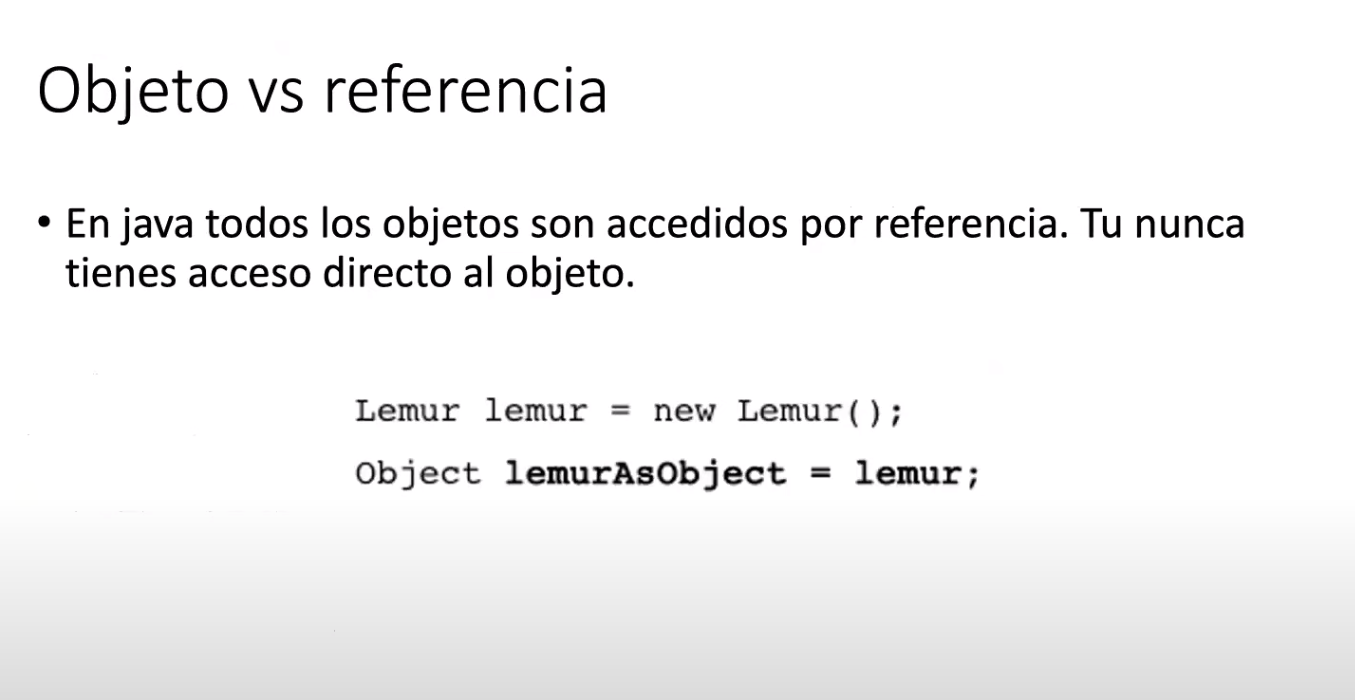 Objeto vs referencia
• En java todos los objetos son accedidos por referencia. Tu nunca
tienes acceso directo al objeto.
Lemur lemur = new Lemur();
Object lemurAsObject = lemur;